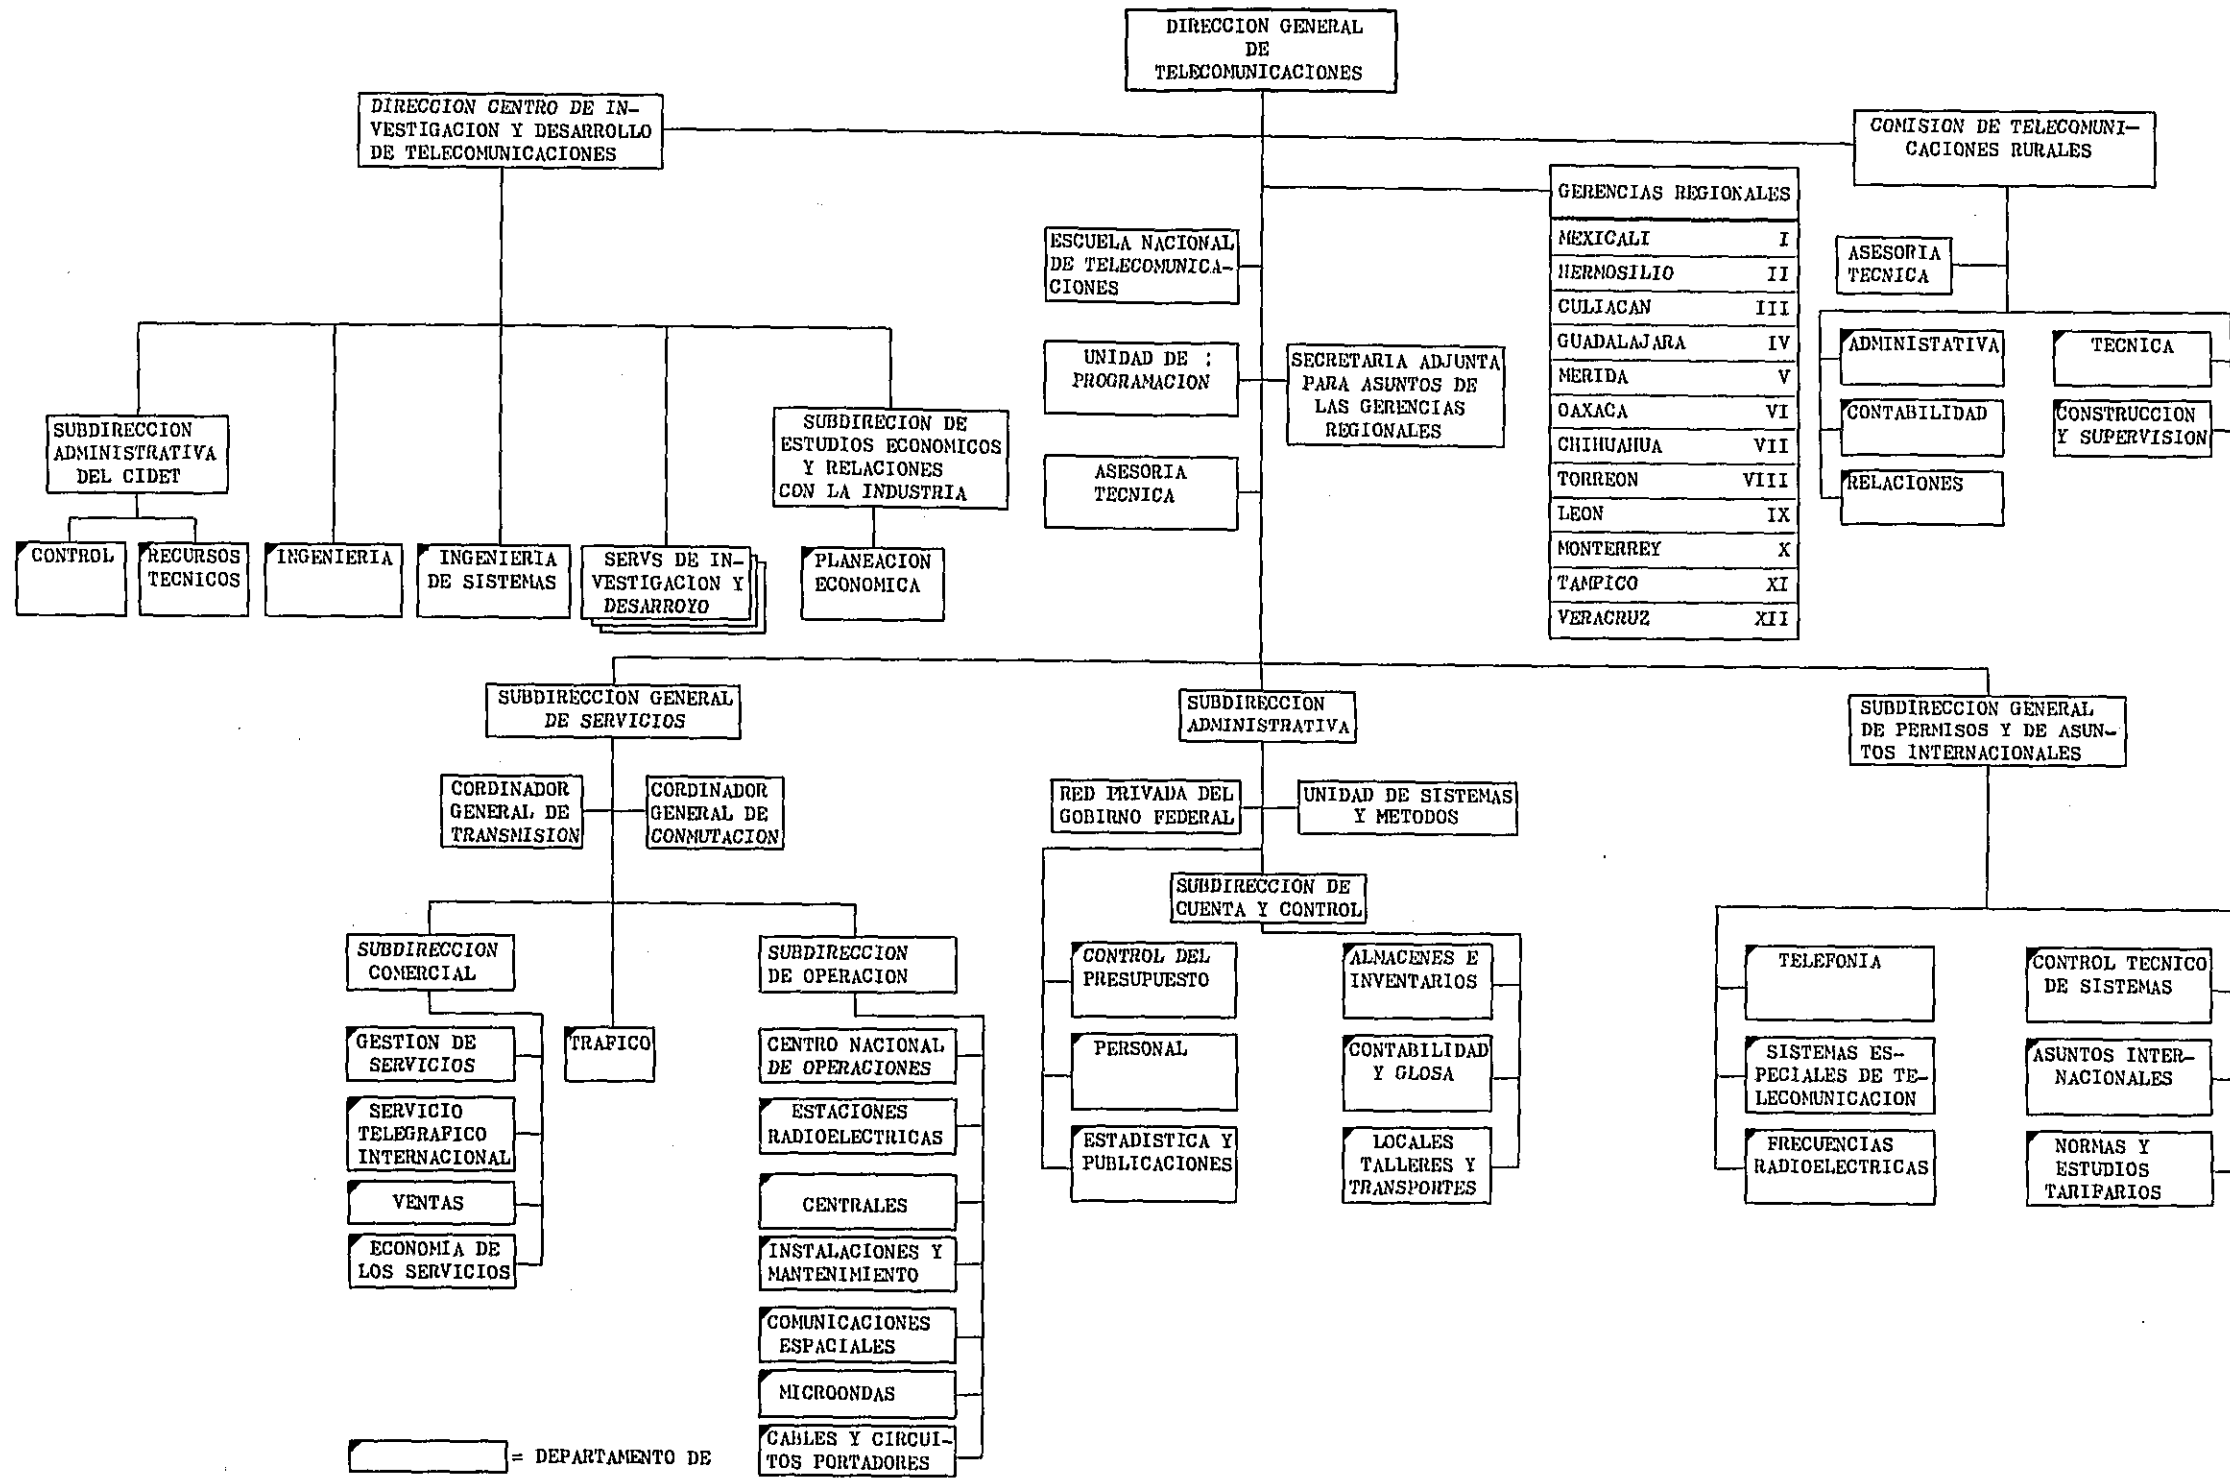 DIRECCION GENERAL
DE
TELECOMUNICACIONES
DIRECCION CENTRO DE IN-
VESTIGACION Y DESARROLLO
DE TELECOMUNICACIONES
COMISION DE TELECOMUNI-
CACIONES RURALES
GERENCIAS REGIONALES
MEXICALI I
HERMOSILIO II
CULIACAN III
GUADALAJARA IV
MERIDA V
OAXACA VI
CHIHUAHUA VII
TORREON VIII
LEON IX
MONTERREY X
TAMPICO XI
VERACRUZ XII
ESCUELA NACIONAL
DE TELECOMUNICA-
CIONES
UNIDAD DE :
PROGRAMACION
SECRETARIA ADJUNTA
PARA ASUNTOS DE
LAS GERENCIAS
REGIONALES
ASESORIA
TECNICA
ASESORIA
TECNICA
ADMINISTATIVA
TECNICA
CONTABILIDAD
CONSTRUCCION
Y SUPERVISION
RELACIONES
SUBDIRECCION
ADMINISTRATIVA
DEL CIDET
SUBDIRECION DE
ESTUDIOS ECONOMICOS
Y RELACIONES
CON LA INDUSTRIA
CONTROL
RECURSOS
TECNICOS
INGENIERIA
INGENIERIA
DE SISTEMAS
SERVS DE IN-
VESTIGACION Y
DESARROYO
PLANEACION
ECONOMICA
SUBDIRECCION GENERAL
DE SERVICIOS
SUBDIRECCION
ADMINISTRATIVA
SUBDIRECCION GENERAL
DE PERMISOS Y DE ASUN-
TOS INTERNACIONALES
CORDINADOR
GENERAL DE
TRANSMISION
CORDINADOR
GENERAL DE
CONMUTACION
RED PRIVADA DEL
GOBIRNO FEDERAL
UNIDAD DE SISTEMAS
Y METODOS
SUBDIRECCION DE
CUENTA Y CONTROL
SUBDIRECCION
COMERCIAL
SUBDIRECCION
DE OPERACION
GESTION DE
SERVICIOS
SERVICIO
TELEGRAFICO
INTERNACIONAL
VENTAS
ECONOMIA DE
LOS SERVICIOS
TRAFICO
CENTRO NACIONAL
DE OPERACIONES
ESTACIONES
RADIOELECTRICAS
CENTRALES
INSTALACIONES Y
MANTENIMIENTO
COMUNICACIONES
ESPACIALES
MICROONDAS
CABLES Y CIRCUI-
TOS PORTADORES
CONTROL DEL
PRESUPUESTO
PERSONAL
ESTADISTICA Y
PUBLICACIONES
ALMACENES E
INVENTARIOS
CONTABILIDAD
Y GLOSA
LOCALES
TALLERES Y
TRANSPORTES
TELEFONIA
SISTEMAS ES-
PECIALES DE TE-
LECOMUNICACION
FRECUENCIAS
RADIOELECTRICAS
CONTROL TECNICO
DE SISTEMAS
ASUNTOS INTER-
NACIONALES
NORMAS Y
ESTUDIOS
TARIFARIOS
= DEPARTAMENTO DE